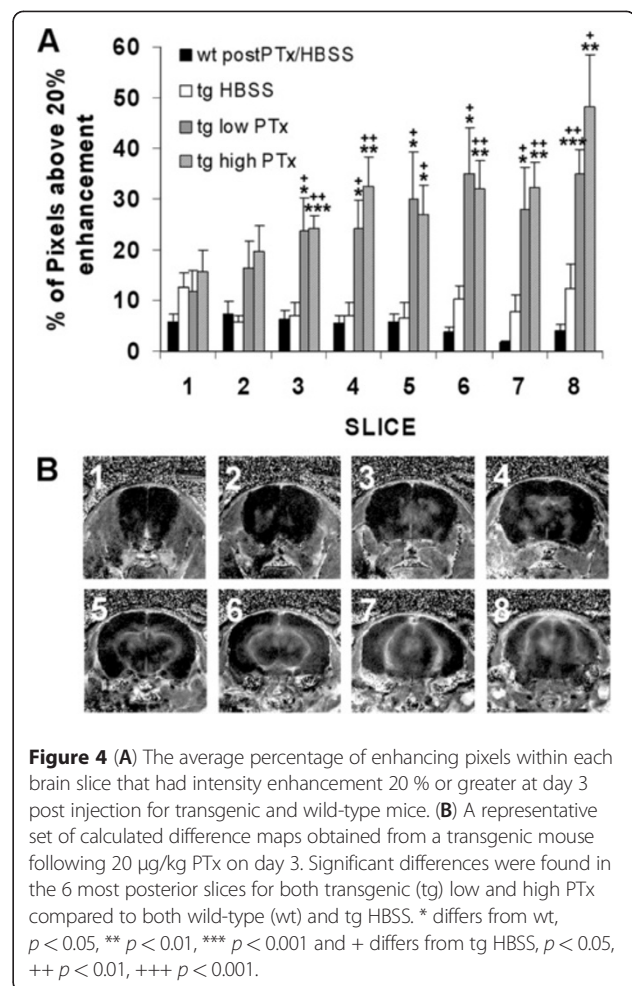 A
% of Pixels above 20%
enhancement
60
50
40
30
20
10
0
wt postPTx/HBSS
tg HBSS
tg low PTx
tg high PTx
+
*
++
***
+
*
++
**
+
*
+
*
+
*
++
**
+
*
++
**
++
***
+
**
1 2 3 4 5 6 7 8
SLICE
B
1 2 3 4
5 6 7 8
Figure 4 (A) The average percentage of enhancing pixels within each
brain slice that had intensity enhancement 20 % or greater at day 3
post injection for transgenic and wild-type mice. (B) A representative
set of calculated difference maps obtained from a transgenic mouse
following 20 µg/kg PTx on day 3. Significant differences were found in
the 6 most posterior slices for both transgenic (tg) low and high PTx
compared to both wild-type (wt) and tg HBSS. * differs from wt,
p < 0.05, ** p < 0.01, *** p < 0.001 and + differs from tg HBSS, p < 0.05,
++ p < 0.01, +++ p < 0.001.